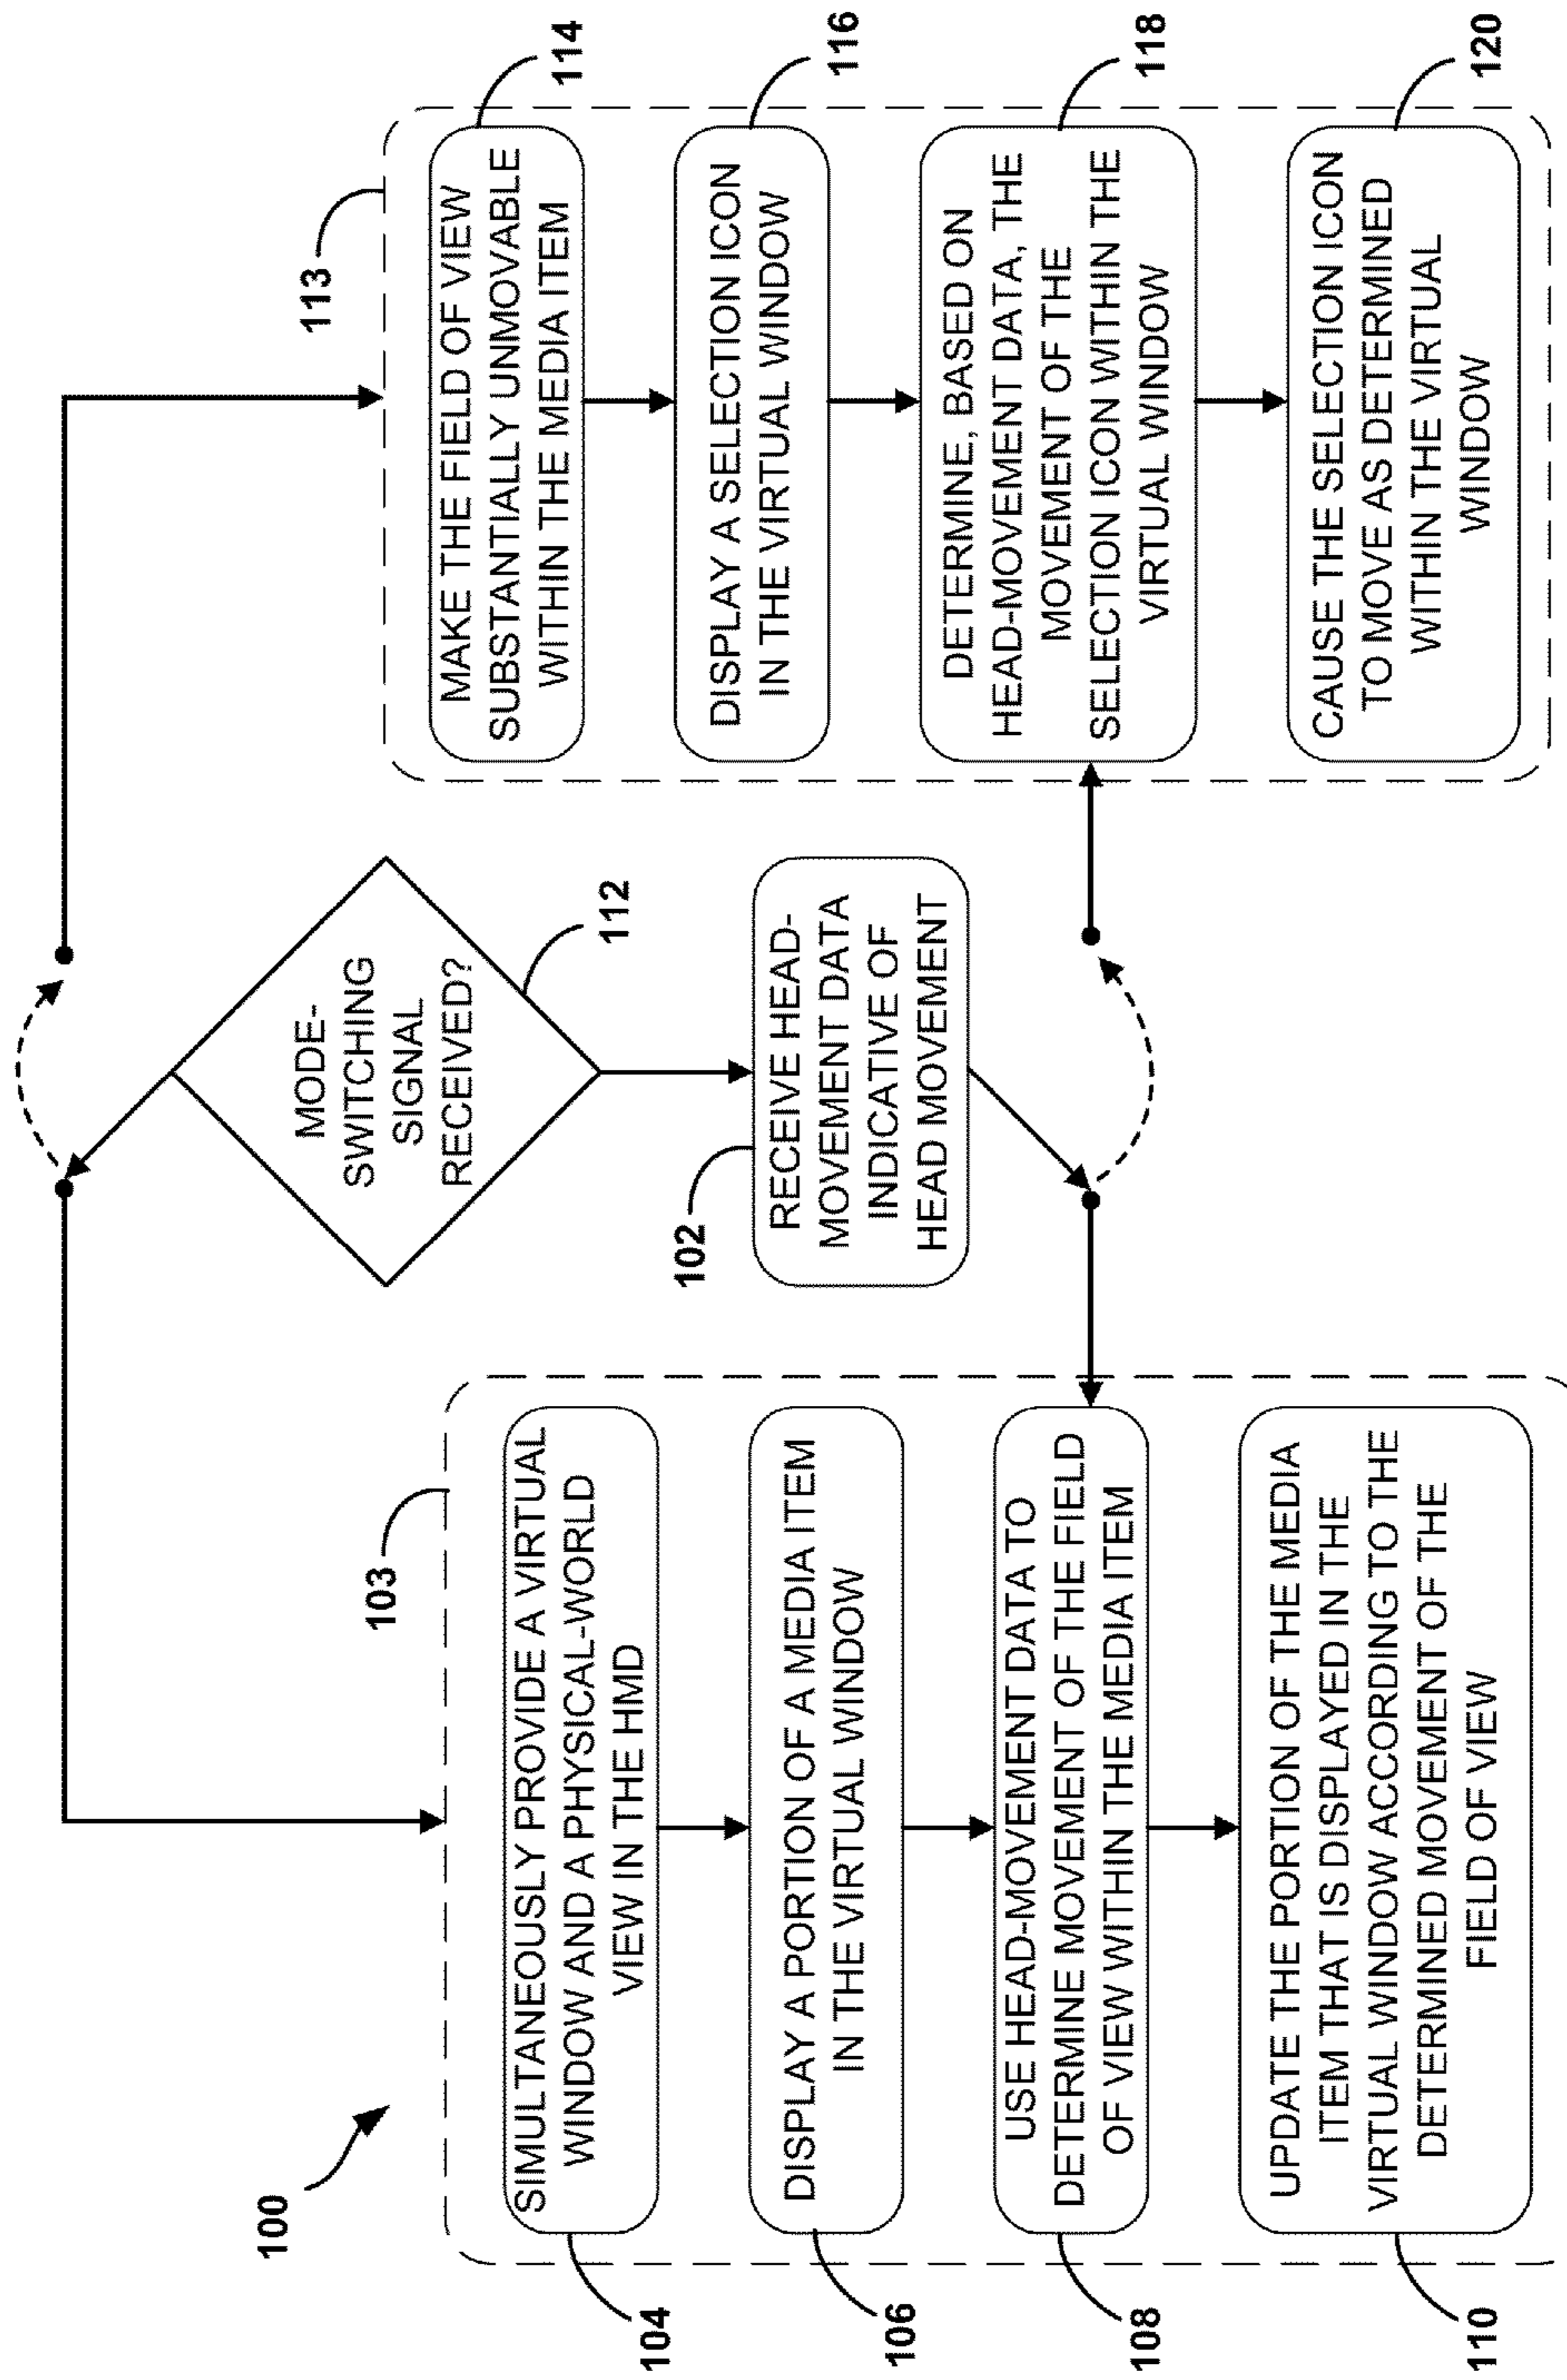 100
103
SIMULTANEOUSLY PROVIDE A VIRTUAL
WINDOW AND A PHYSICAL-WORLD
VIEW IN THE HMD
104
DISPLAY A PORTION OF A MEDIA ITEM
IN THE VIRTUAL WINDOW
106
USE HEAD-MOVEMENT DATA TO
DETERMINE MOVEMENT OF THE FIELD
OF VIEW WITHIN THE MEDIA ITEM
108
UPDATE THE PORTION OF THE MEDIA
ITEM THAT IS DISPLAYED IN THE
VIRTUAL WINDOW ACCORDING TO THE
DETERMINED MOVEMENT OF THE
FIELD OF VIEW
110
MODE-
SWITCHING
SIGNAL
RECEIVED?
112
102
RECEIVE HEAD-
MOVEMENT DATA
INDICATIVE OF
HEAD MOVEMENT
113
MAKE THE FIELD OF VIEW
SUBSTANTIALLY UNMOVABLE
WITHIN THE MEDIA ITEM
114
DISPLAY A SELECTION ICON
IN THE VIRTUAL WINDOW
116
DETERMINE, BASED ON
HEAD-MOVEMENT DATA, THE
MOVEMENT OF THE
SELECTION ICON WITHIN THE
VIRTUAL WINDOW
118
CAUSE THE SELECTION ICON
TO MOVE AS DETERMINED
WITHIN THE VIRTUAL
WINDOW
120